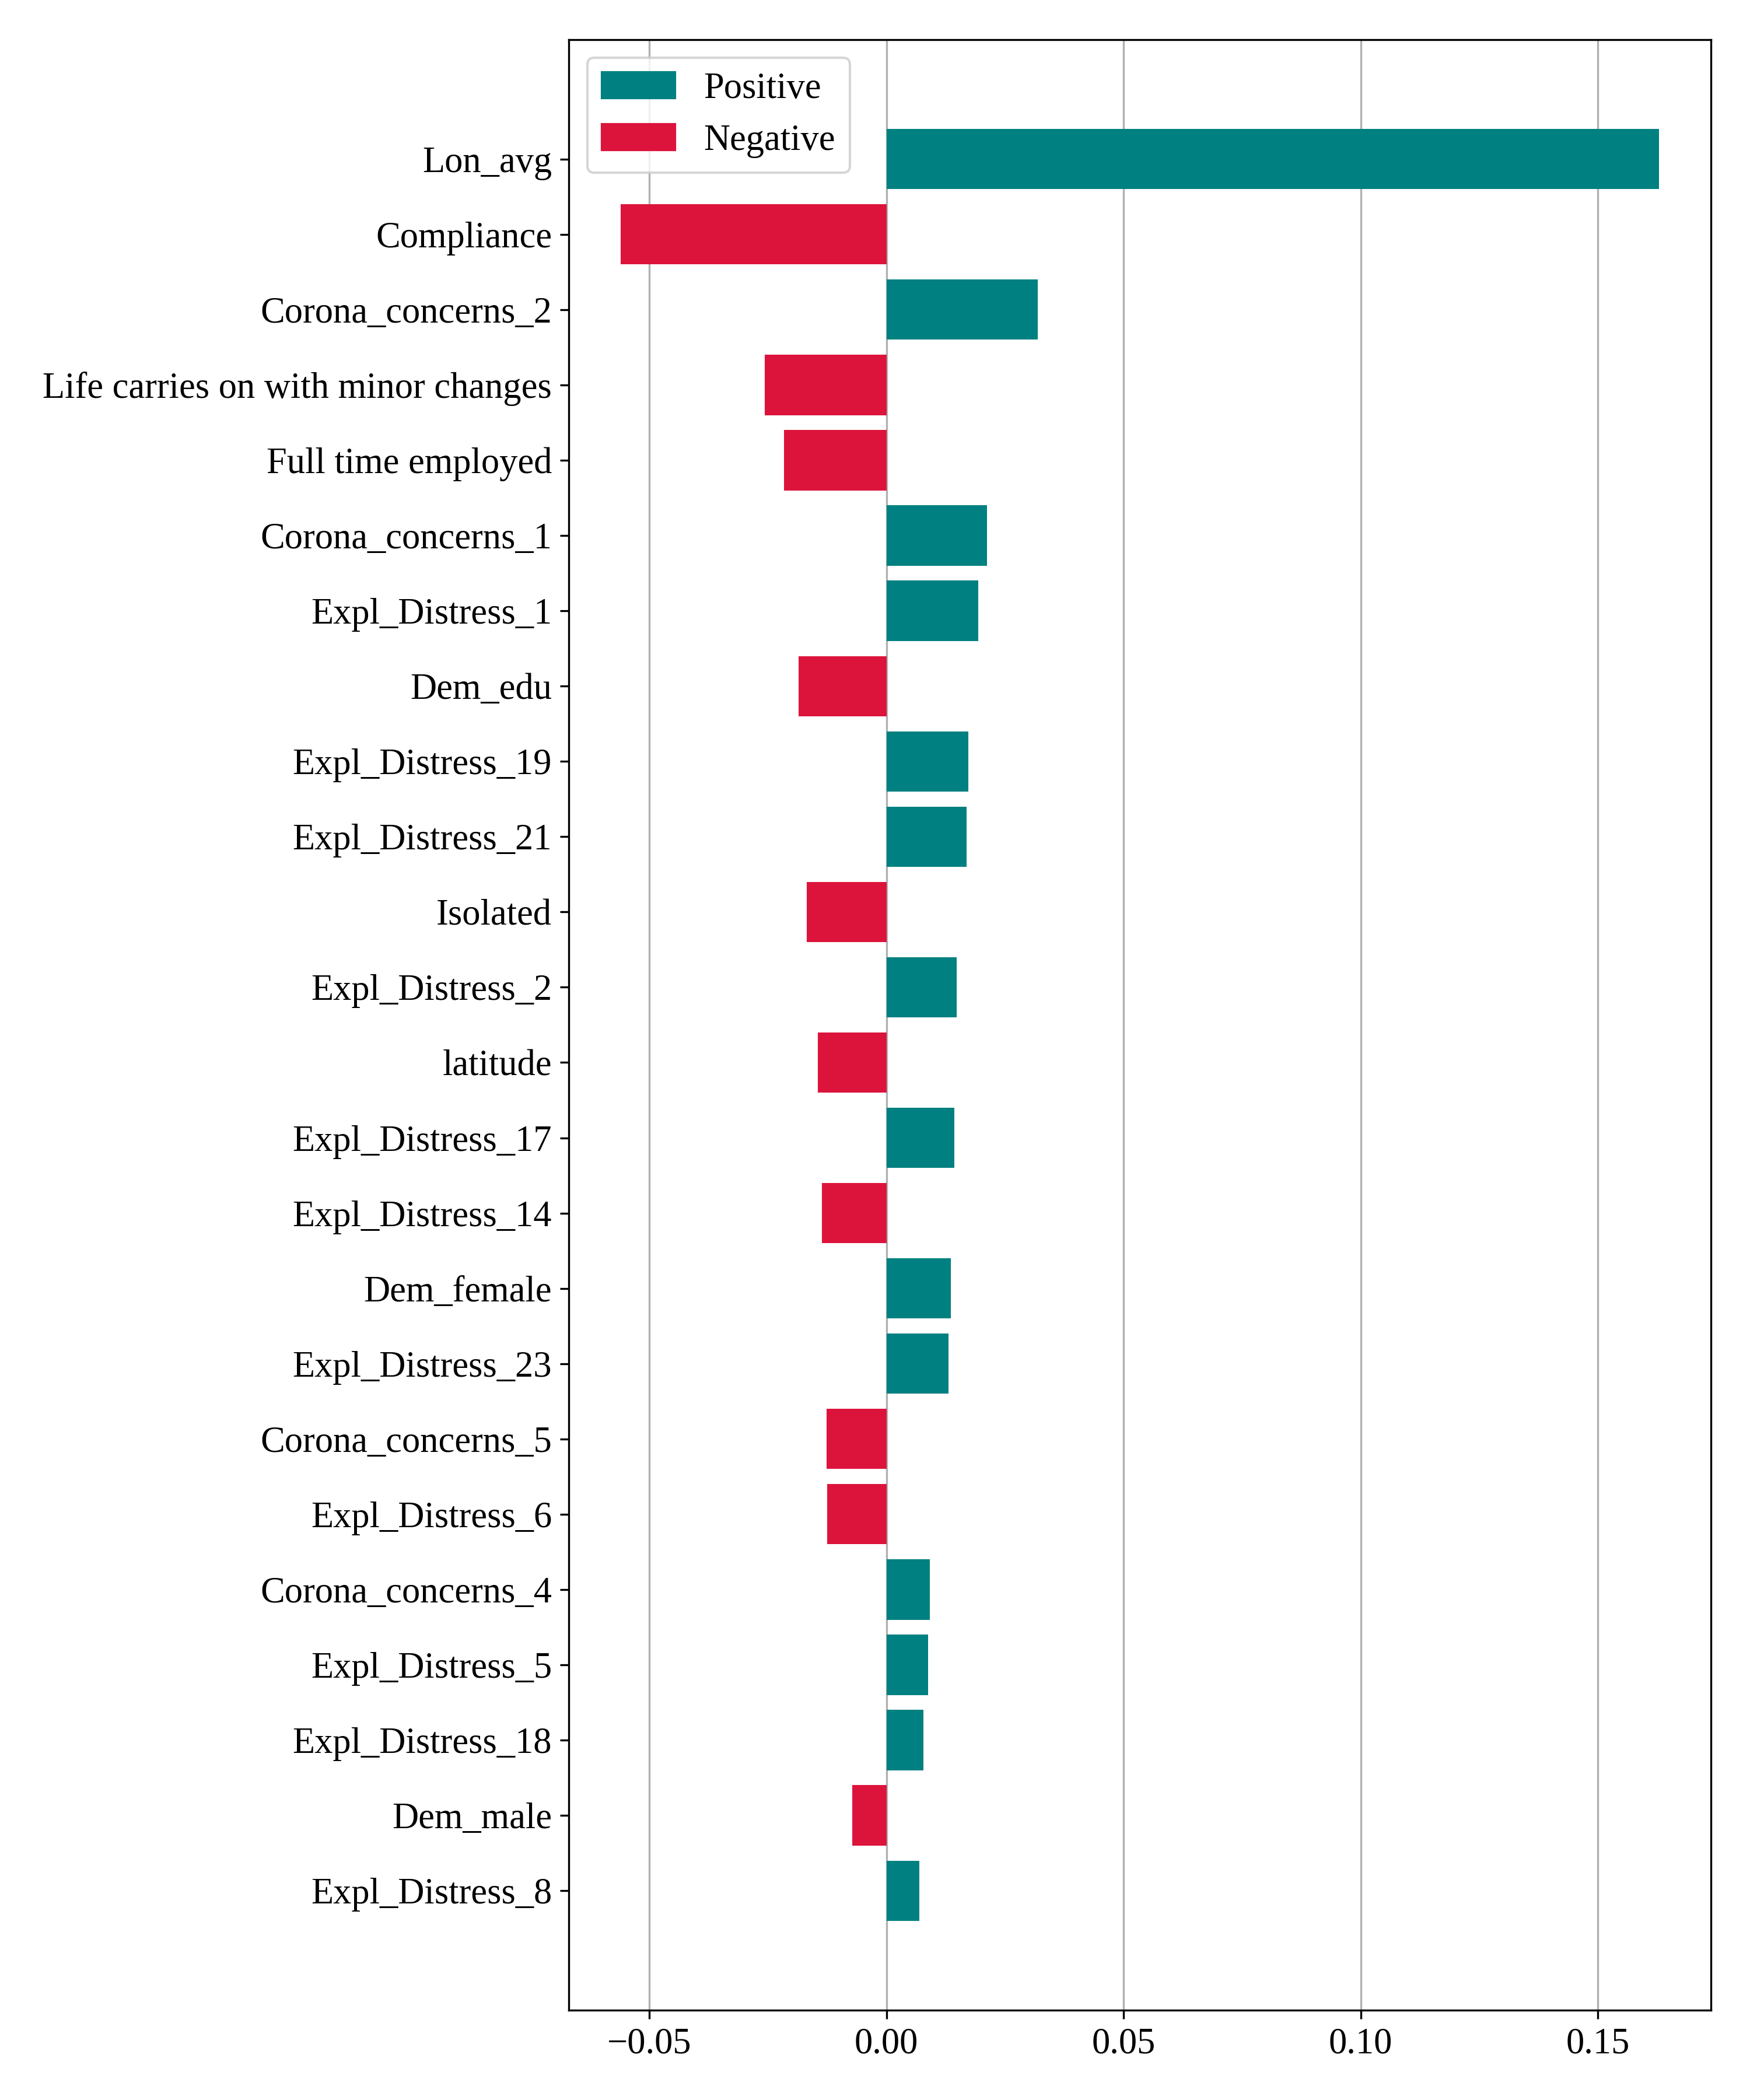 Positive
Negative
Lon_avg
Compliance
Corona_concerns_2
Life carries on with minor changes
Full time employed
Corona_concerns_1
Expl_Distress_1
Dem_edu
Expl_Distress_19
Expl_Distress_21
Isolated
Expl_Distress_2
latitude
Expl_Distress_17
Expl_Distress_14
Dem_female
Expl_Distress_23
Corona_concerns_5
Expl_Distress_6
Corona_concerns_4
Expl_Distress_5
Expl_Distress_18
Dem_male
Expl_Distress_8
−0.05 0.00 0.05 0.10 0.15